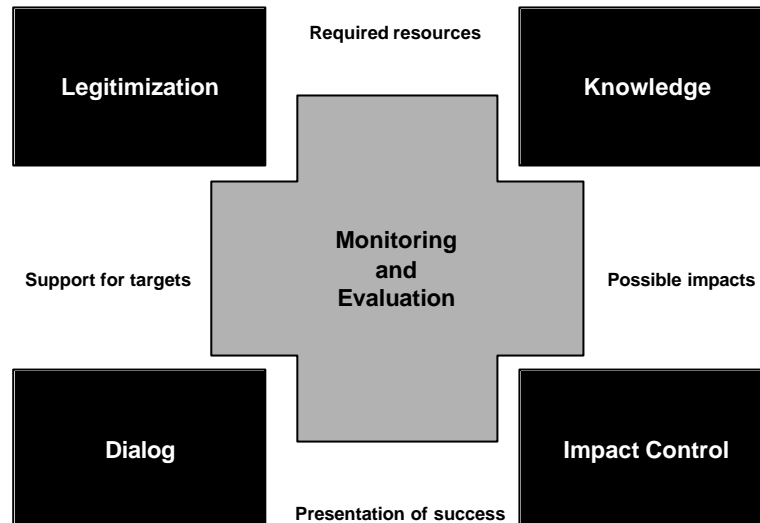 Required resources
Legitimization
Knowledge
Monitoring
and
Evaluation
Support for targets
Possible impacts
Dialog
Impact Control
Presentation of success